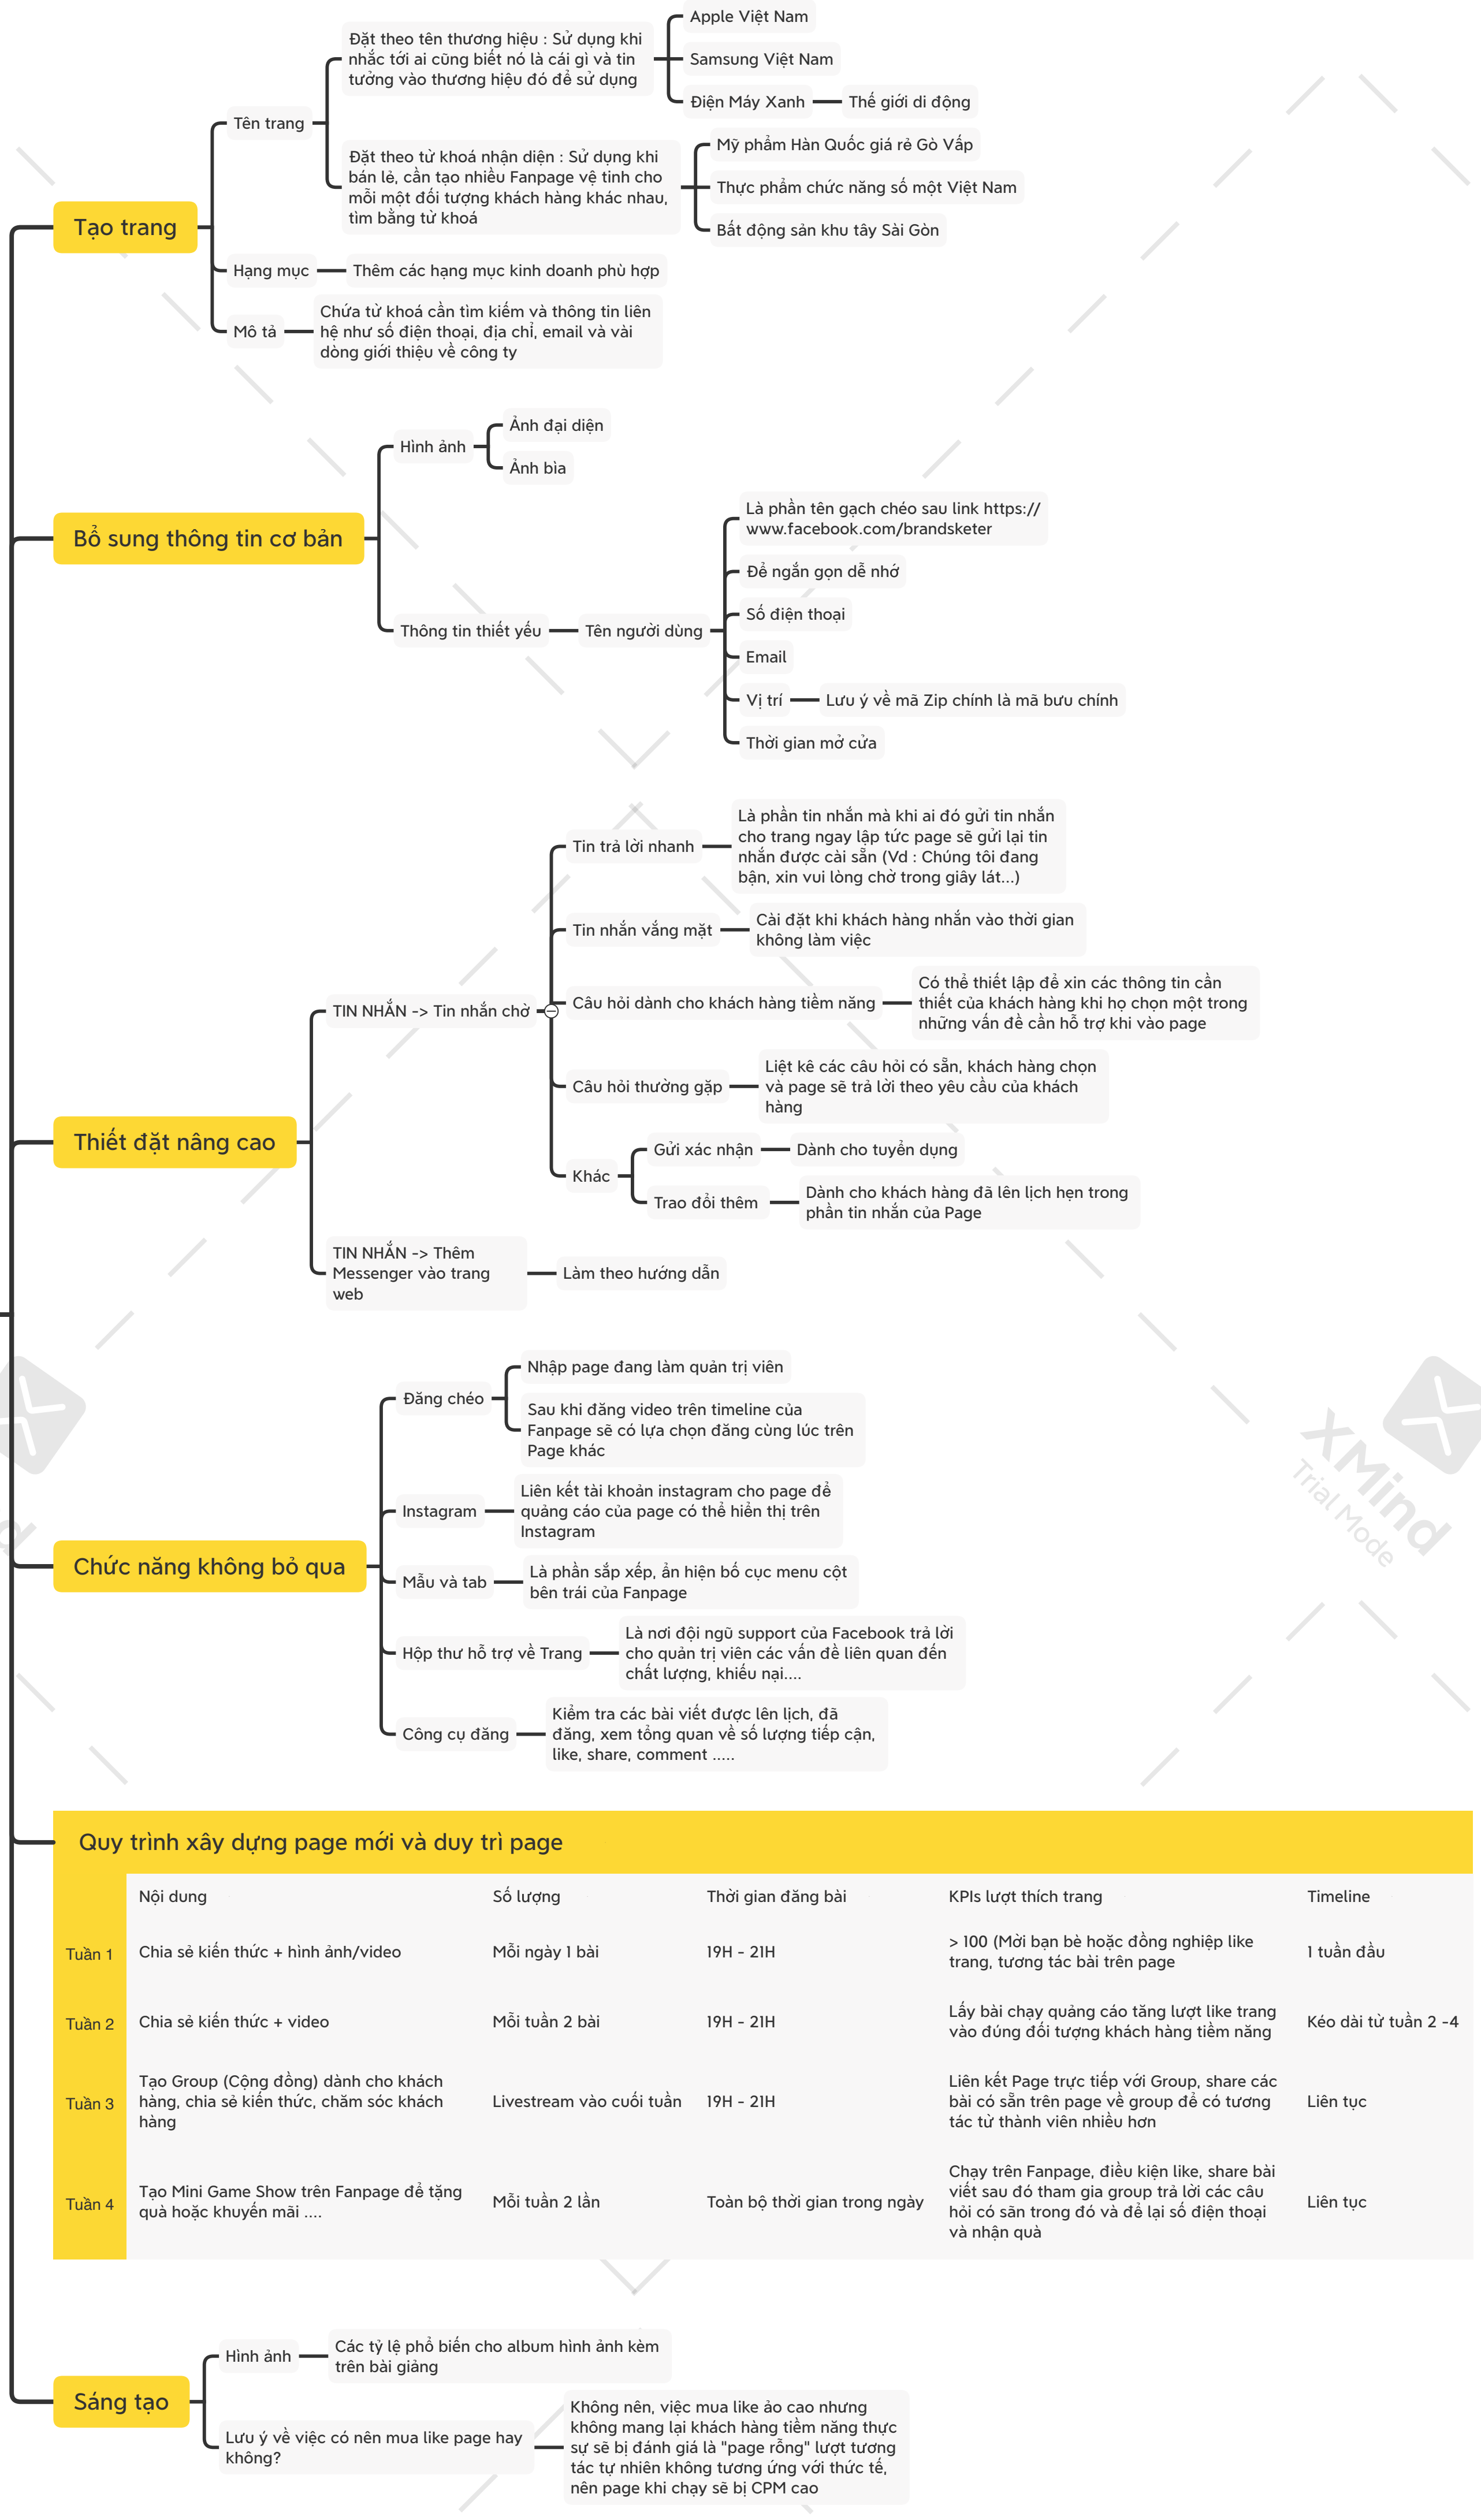 Tạo trang
Tên trang
Đặt theo tên thương hiệu : Sử dụng khi
nhắc tới ai cũng biết nó là cái gì và tin
tưởng vào thương hiệu đó để sử dụng
Apple Việt Nam
Samsung Việt Nam
Điện Máy Xanh
Thế giới di động
Đặt theo từ khoá nhận diện : Sử dụng khi
bán lẻ, cần tạo nhiều Fanpage vệ tinh cho
mỗi một đối tượng khách hàng khác nhau,
tìm bằng từ khoá
Mỹ phẩm Hàn Quốc giá rẻ Gò Vấp
Thực phẩm chức năng số một Việt Nam
Bất động sản khu tây Sài Gòn
Hạng mục
Thêm các hạng mục kinh doanh phù hợp
Mô tả
Chứa từ khoá cần tìm kiếm và thông tin liên
hệ như số điện thoại, địa chỉ, email và vài
dòng giới thiệu về công ty
Bổ sung thông tin cơ bản
Hình ảnh
Ảnh đại diện
Ảnh bìa
Thông tin thiết yếu
Tên người dùng
Là phần tên gạch chéo sau link https://
www.facebook.com/brandsketer
Để ngắn gọn dễ nhớ
Số điện thoại
Email
Vị trí
Lưu ý về mã Zip chính là mã bưu chính
Thời gian mở cửa
Thiết đặt nâng cao
TIN NHẮN -> Tin nhắn chờ
Tin trả lời nhanh
Là phần tin nhắn mà khi ai đó gửi tin nhắn
cho trang ngay lập tức page sẽ gửi lại tin
nhắn được cài sẵn (Vd : Chúng tôi đang
bận, xin vui lòng chờ trong giây lát...)
Tin nhắn vắng mặt
Cài đặt khi khách hàng nhắn vào thời gian
không làm việc
Câu hỏi dành cho khách hàng tiềm năng
Có thể thiết lập để xin các thông tin cần
thiết của khách hàng khi họ chọn một trong
những vấn đề cần hỗ trợ khi vào page
Câu hỏi thường gặp
Liệt kê các câu hỏi có sẵn, khách hàng chọn
và page sẽ trả lời theo yêu cầu của khách
hàng
Khác
Gửi xác nhận
Dành cho tuyển dụng
Trao đổi thêm
Dành cho khách hàng đã lên lịch hẹn trong
phần tin nhắn của Page
TIN NHẮN -> Thêm
Messenger vào trang
web
Làm theo hướng dẫn
Chức năng không bỏ qua
Đăng chéo
Nhập page đang làm quản trị viên
Sau khi đăng video trên timeline của
Fanpage sẽ có lựa chọn đăng cùng lúc trên
Page khác
Instagram
Liên kết tài khoản instagram cho page để
quảng cáo của page có thể hiển thị trên
Instagram
Mẫu và tab
Là phần sắp xếp, ẩn hiện bố cục menu cột
bên trái của Fanpage
Hộp thư hỗ trợ về Trang
Là nơi đội ngũ support của Facebook trả lời
cho quản trị viên các vấn đề liên quan đến
chất lượng, khiếu nại....
Công cụ đăng
Kiểm tra các bài viết được lên lịch, đã
đăng, xem tổng quan về số lượng tiếp cận,
like, share, comment .....
XMind
Trial Mode
Quy trình xây dựng page mới và duy trì page
Nội dung Số lượng Thời gian đăng bài KPIs lượt thích trang Timeline
Tuần 1
Chia sẻ kiến thức + hình ảnh/video
Mỗi ngày 1 bài
19H - 21H
> 100 (Mời bạn bè hoặc đồng nghiệp like
trang, tương tác bài trên page
1 tuần đầu
Tuần 2
Chia sẻ kiến thức + video
Mỗi tuần 2 bài
19H - 21H
Lấy bài chạy quảng cáo tăng lượt like trang
vào đúng đối tượng khách hàng tiềm năng
Kéo dài từ tuần 2 -4
Tuần 3
Tạo Group (Cộng đồng) dành cho khách
hàng, chia sẻ kiến thức, chăm sóc khách
hàng
Livestream vào cuối tuần
19H - 21H
Liên kết Page trực tiếp với Group, share các
bài có sẵn trên page về group để có tương
tác từ thành viên nhiều hơn
Liên tục
Tuần 4
Tạo Mini Game Show trên Fanpage để tặng
quà hoặc khuyến mãi ....
Mỗi tuần 2 lần
Toàn bộ thời gian trong ngày
Chạy trên Fanpage, điều kiện like, share bài
viết sau đó tham gia group trả lời các câu
hỏi có săn trong đó và để lại số điện thoại
và nhận quà
Liên tục
Sáng tạo
Hình ảnh
Các tỷ lệ phổ biến cho album hình ảnh kèm
trên bài giảng
Lưu ý về việc có nên mua like page hay
không?
Không nên, việc mua like ảo cao nhưng
không mang lại khách hàng tiềm năng thực
sự sẽ bị đánh giá là "page rỗng" lượt tương
tác tự nhiên không tương ứng với thức tế,
nên page khi chạy sẽ bị CPM cao